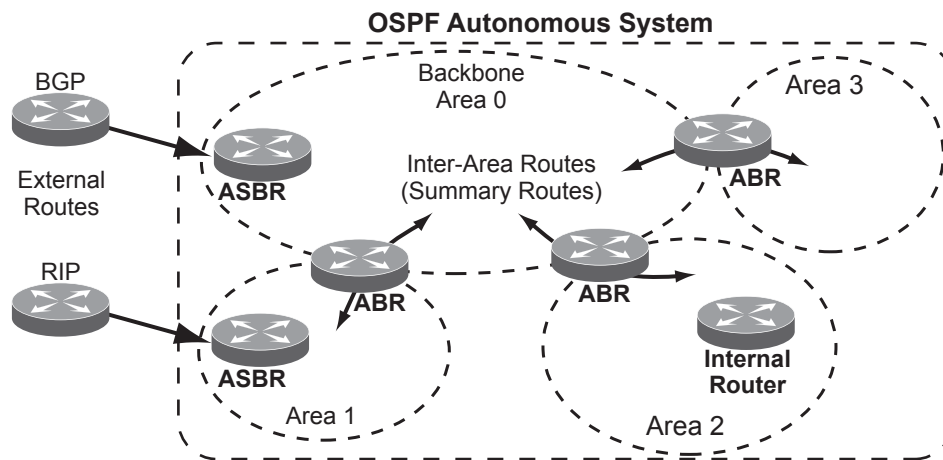 OSPF Autonomous System
BGP
Backbone
Area 0
Area 3
External
Routes
ASBR
Inter-Area Routes
(Summary Routes)
ABR
RIP
ABR
ABR
ASBR
Internal
Router
Area 1
Area 2